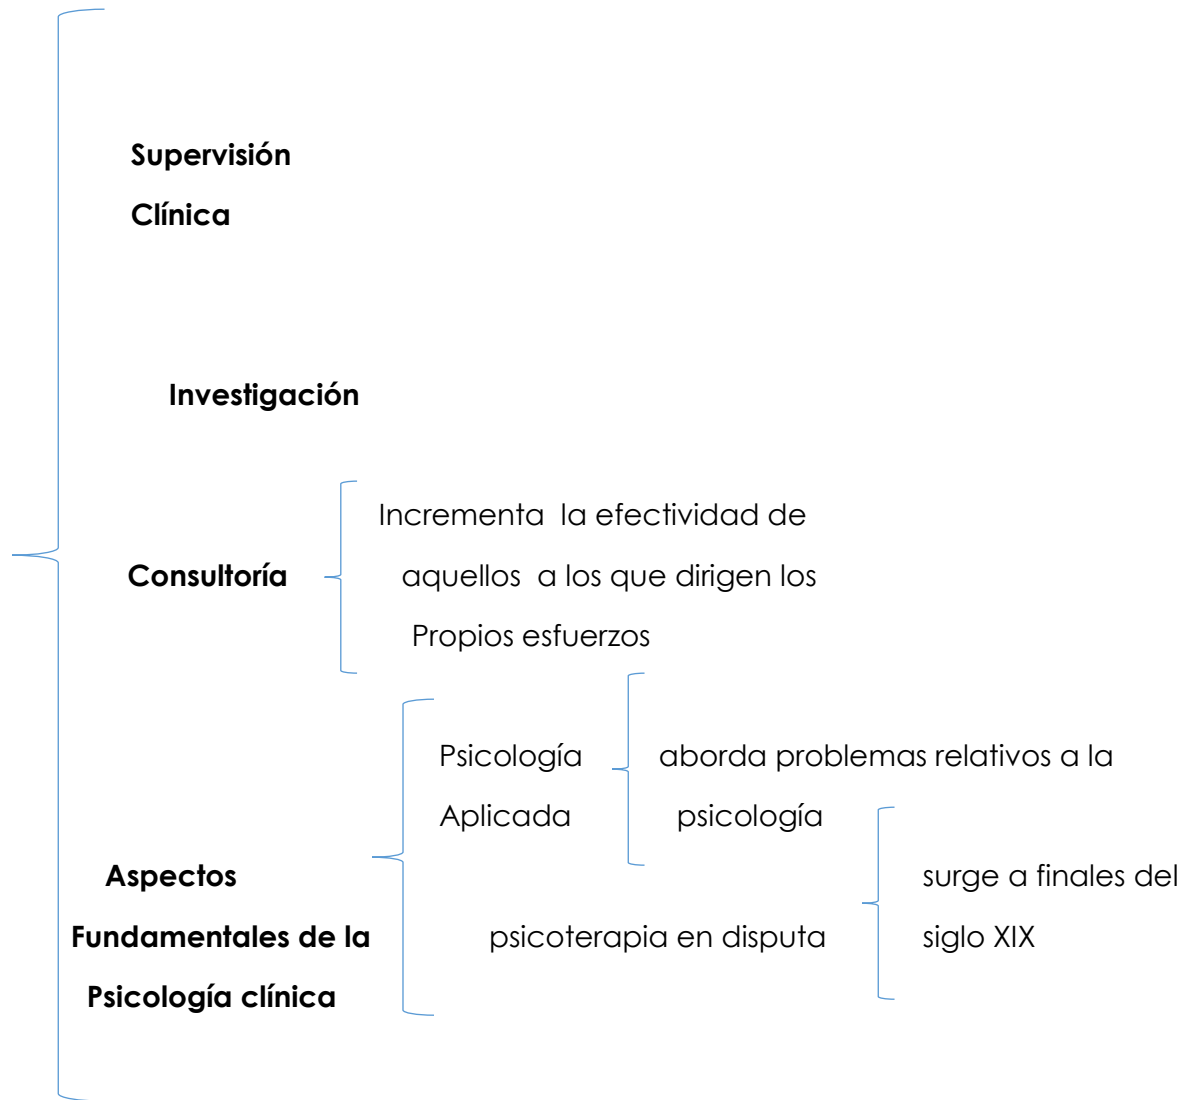 Supervisión
Clínica
Investigación
Incrementa la efectividad de
Consultoría
aquellos a los que dirigen los
Propios esfuerzos
Psicología
Aplicada
aborda problemas relativos a la
psicología
Aspectos
Fundamentales de la
Psicología clínica
psicoterapia en disputa
surge a finales del
siglo XIX